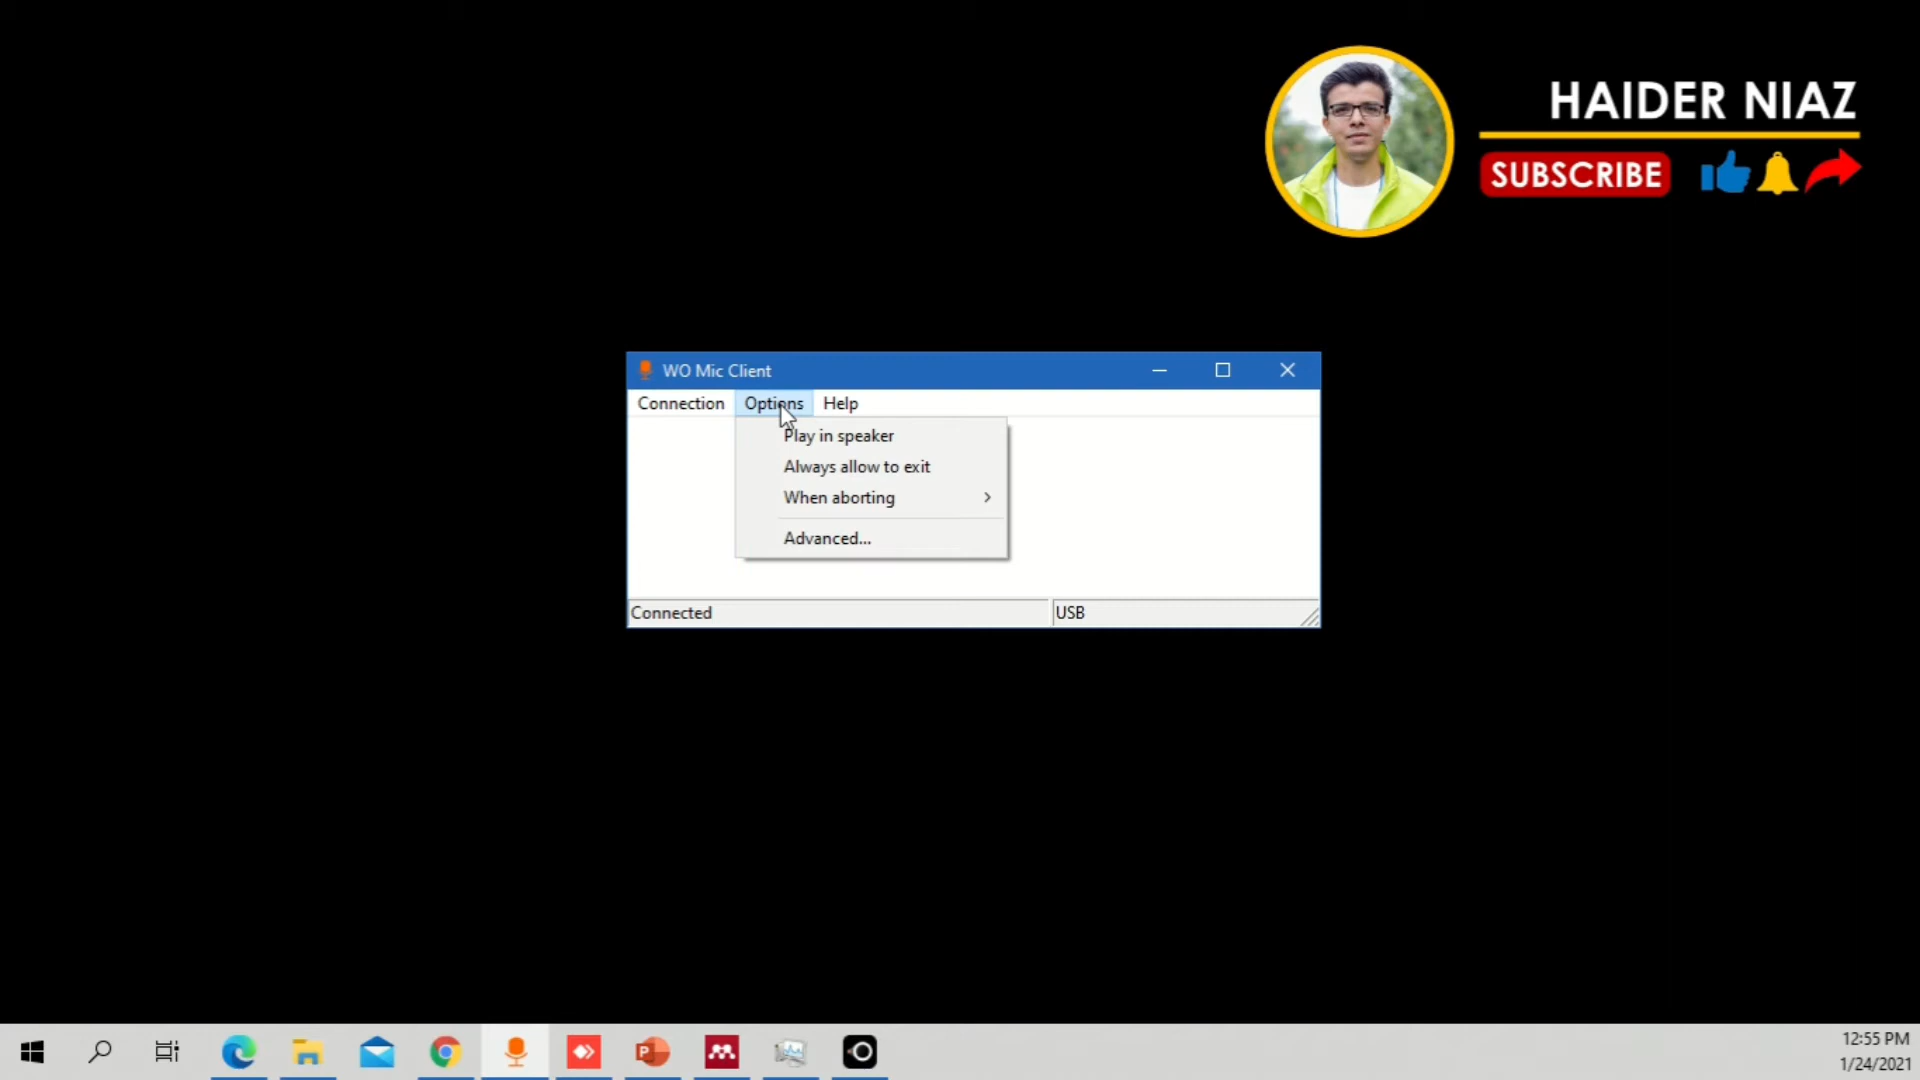 HAIDER NIAZ
SUBSCRIBE
WO Mic Client
Connection Options Help
Play in speaker
Always allow to exit
When aborting
Advanced...
Connected USB
12:55 PM
1/24/2021